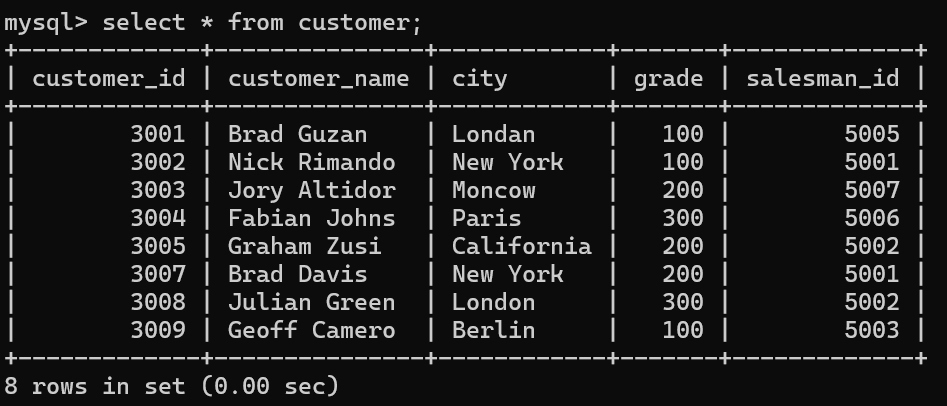 mysql> select * from customer;
+-------------+---------------+------------+-------+-------------+
| customer_id | customer_name | city       | grade | salesman_id |
+-------------+---------------+------------+-------+-------------+
|        3001 | Brad Guzan    | Londan     |   100 |        5005 |
|        3002 | Nick Rimando  | New York   |   100 |        5001 |
|        3003 | Jory Altidor  | Moncow     |   200 |        5007 |
|        3004 | Fabian Johns  | Paris      |   300 |        5006 |
|        3005 | Graham Zusi   | California |   200 |        5002 |
|        3007 | Brad Davis    | New York   |   200 |        5001 |
|        3008 | Julian Green  | London     |   300 |        5002 |
|        3009 | Geoff Camero  | Berlin     |   100 |        5003 |
+-------------+---------------+------------+-------+-------------+
8 rows in set (0.00 sec)